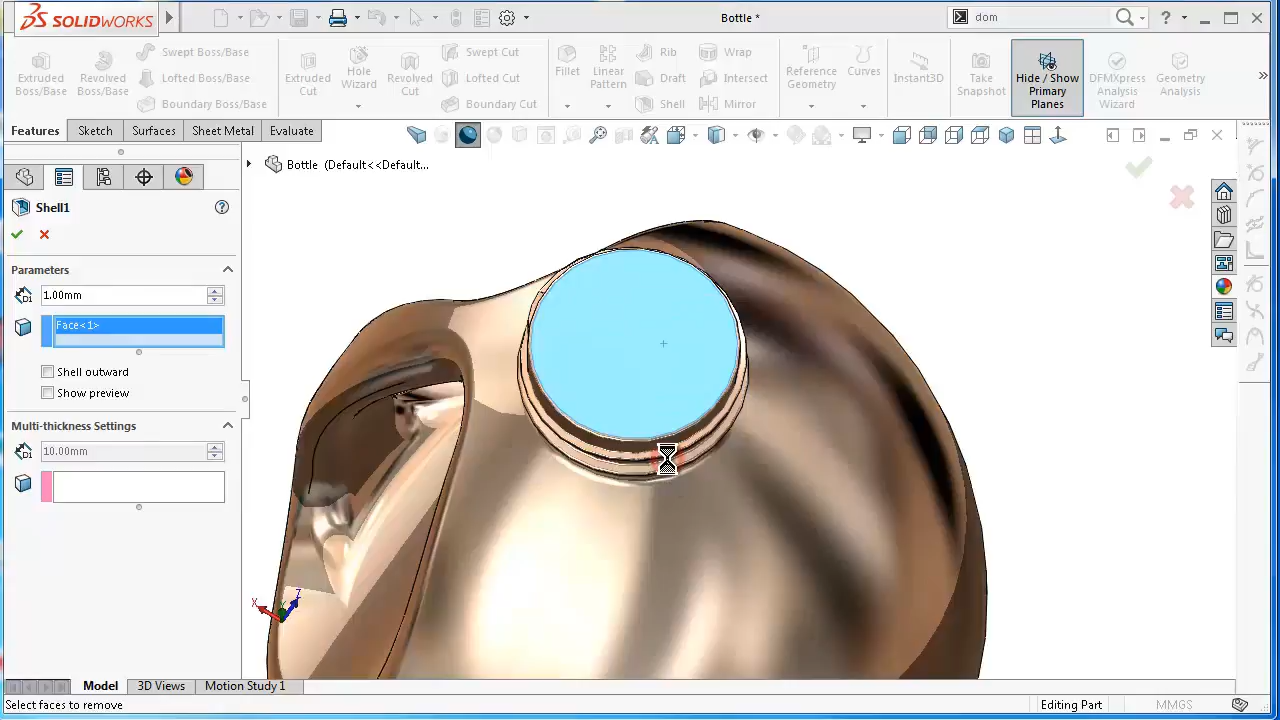 SOLIDWORKS
Bottle *
dom
?
Extruded Boss/Base
Revolved Boss/Base
Swept Boss/Base
Lofted Boss/Base
Boundary Boss/Base
Extruded Cut
Hole Wizard
Revolved Cut
Swept Cut
Lofted Cut
Boundary Cut
Fillet
Linear Pattern
Rib
Draft
Shell
Wrap
Intersect
Mirror
Reference Geometry
Curves
Instant3D
Take Snapshot
Hide / Show Primary Planes
DFMXpress Analysis Wizard
Geometry Analysis
Features
Sketch
Surfaces
Sheet Metal
Evaluate
Bottle (Default<<Default...
Shell1
Parameters
1.00mm
Face<1>
Shell outward
Show preview
Multi-thickness Settings
10.00mm
X
Z
Model
3D Views
Motion Study 1
Select faces to remove
Editing Part
MMGS